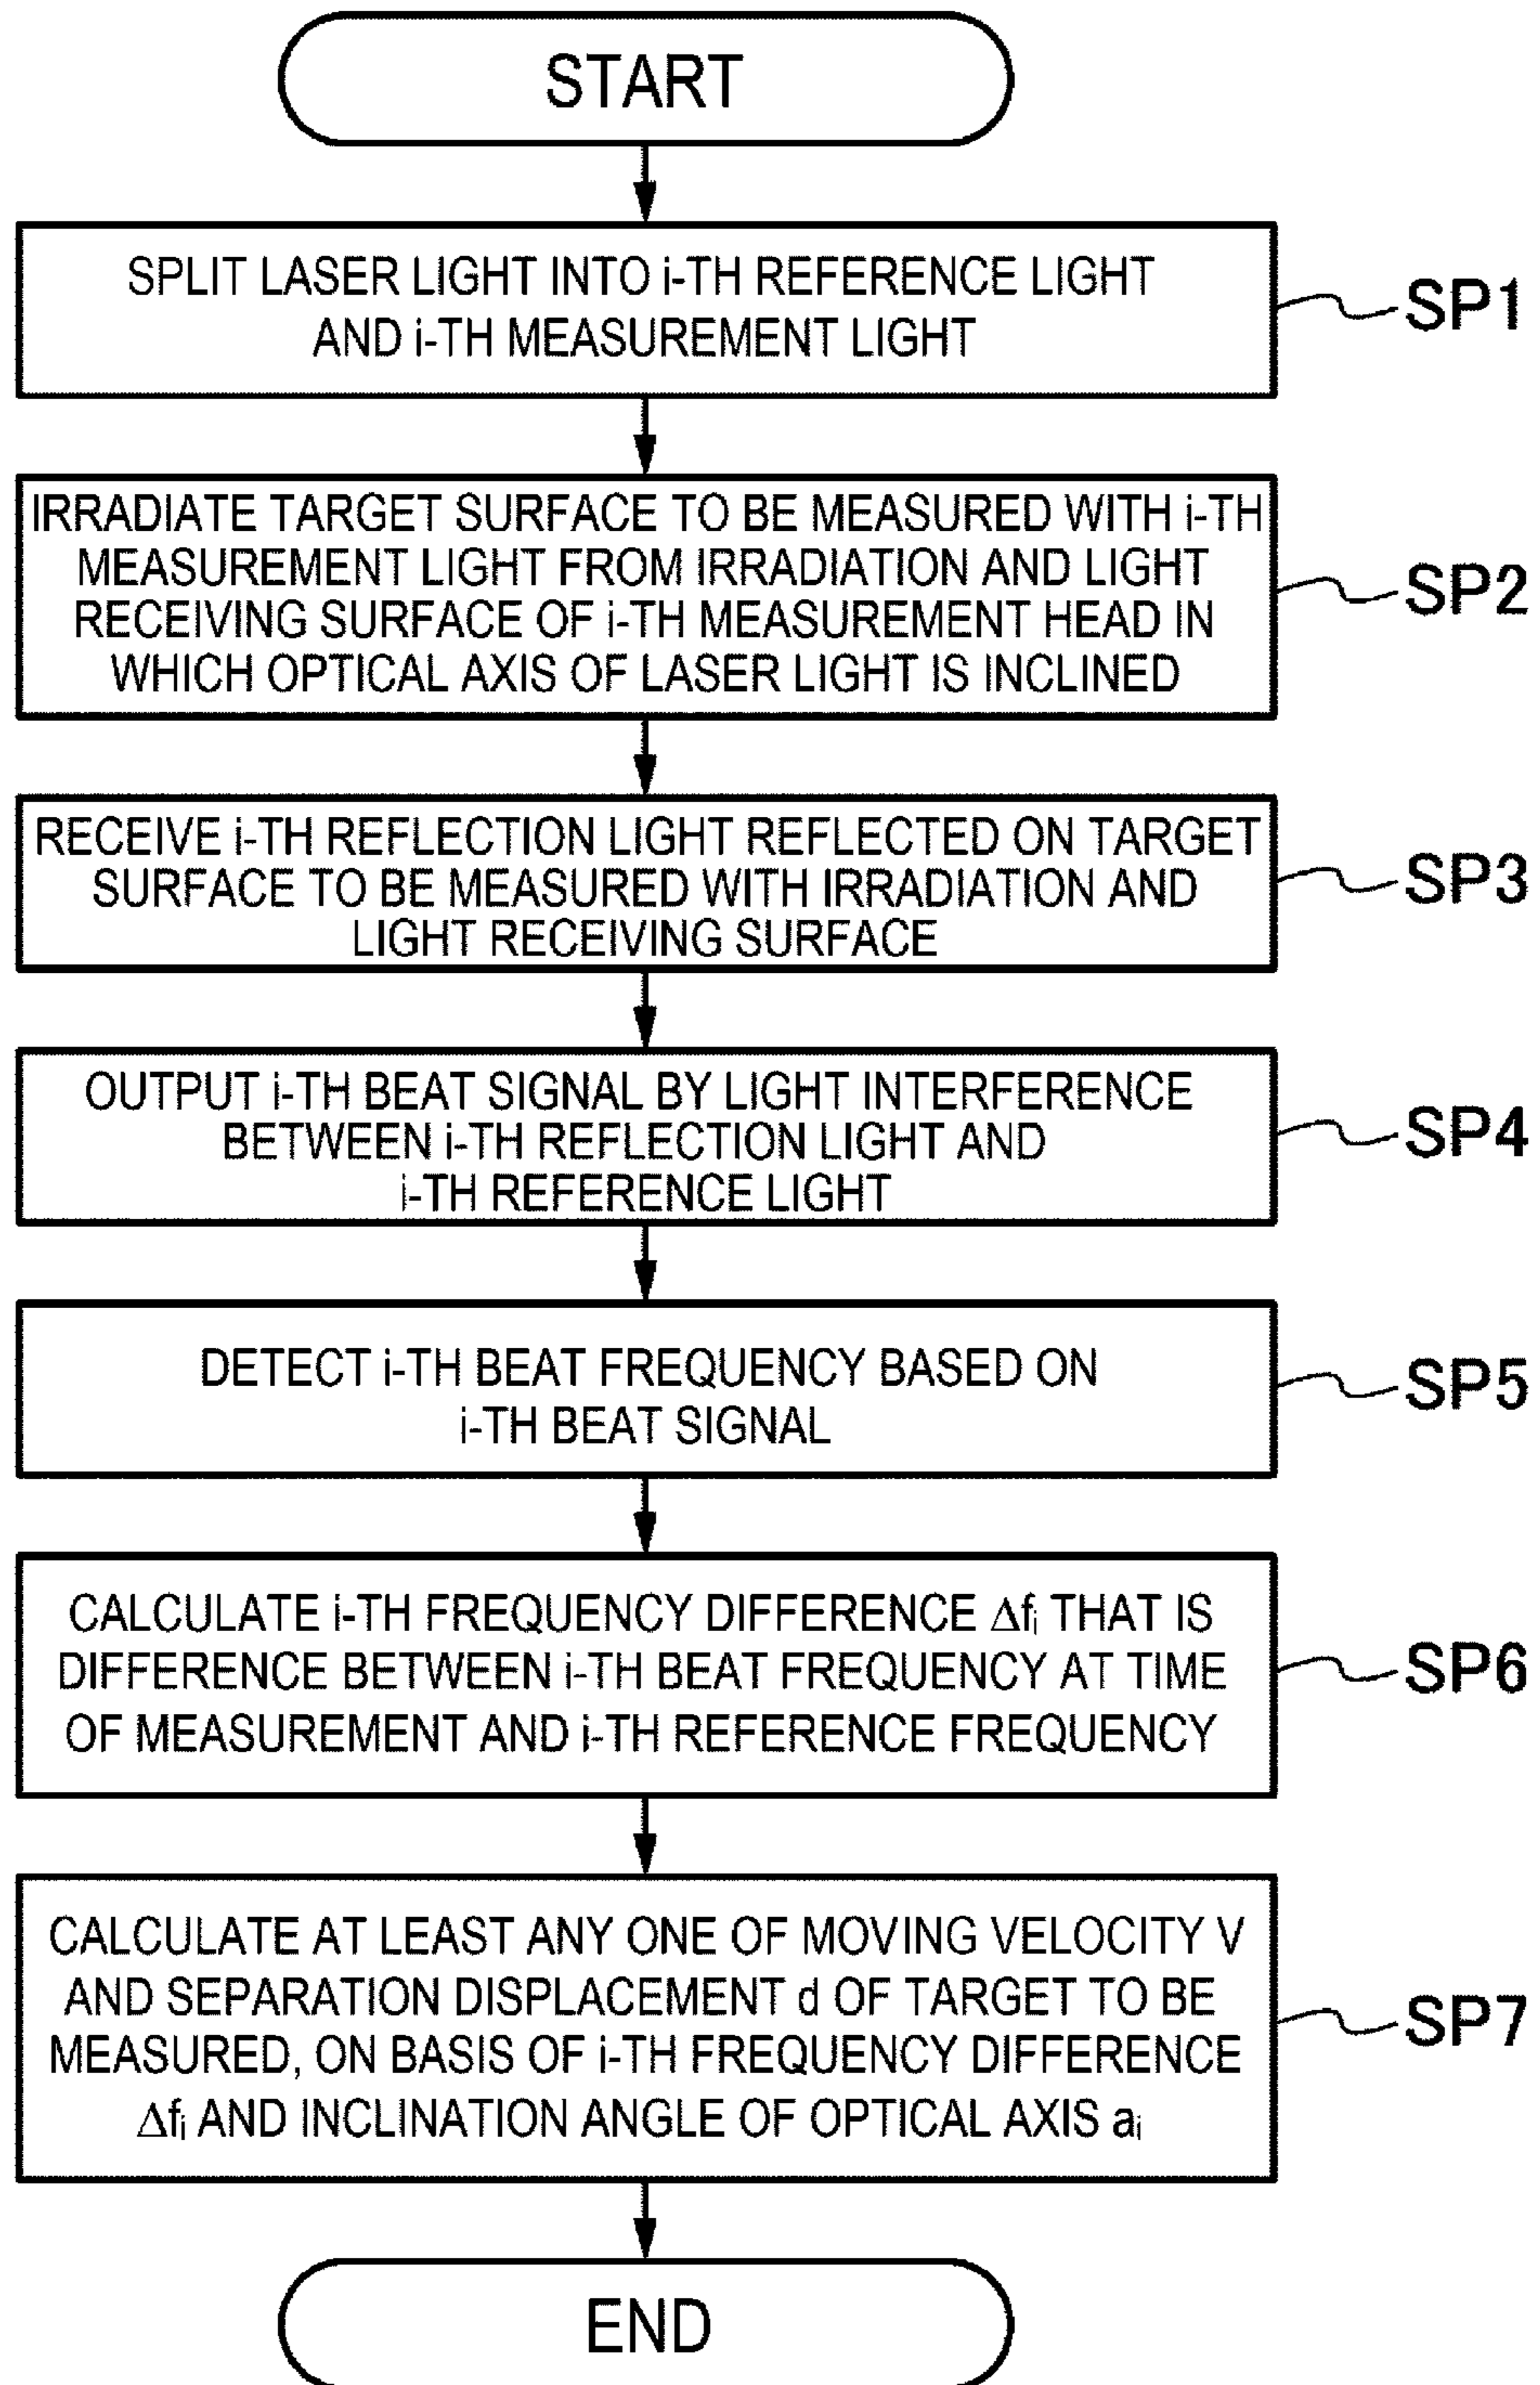 START
SPLIT LASER LIGHT INTO i-TH REFERENCE LIGHT
AND i-TH MEASUREMENT LIGHT
SP1
IRRADIATE TARGET SURFACE TO BE MEASURED WITH i-TH
MEASUREMENT LIGHT FROM IRRADIATION AND LIGHT
RECEIVING SURFACE OF i-TH MEASUREMENT HEAD IN
WHICH OPTICAL AXIS OF LASER LIGHT IS INCLINED
SP2
RECEIVE i-TH REFLECTION LIGHT REFLECTED ON TARGET
SURFACE TO BE MEASURED WITH IRRADIATION AND
LIGHT RECEIVING SURFACE
SP3
OUTPUT i-TH BEAT SIGNAL BY LIGHT INTERFERENCE
BETWEEN i-TH REFLECTION LIGHT AND
i-TH REFERENCE LIGHT
SP4
DETECT i-TH BEAT FREQUENCY BASED ON
i-TH BEAT SIGNAL
SP5
CALCULATE i-TH FREQUENCY DIFFERENCE Δfᵢ THAT IS
DIFFERENCE BETWEEN i-TH BEAT FREQUENCY AT TIME
OF MEASUREMENT AND i-TH REFERENCE FREQUENCY
SP6
CALCULATE AT LEAST ANY ONE OF MOVING VELOCITY V
AND SEPARATION DISPLACEMENT d OF TARGET TO BE
MEASURED, ON BASIS OF i-TH FREQUENCY DIFFERENCE
Δfᵢ AND INCLINATION ANGLE OF OPTICAL AXIS aᵢ
SP7
END